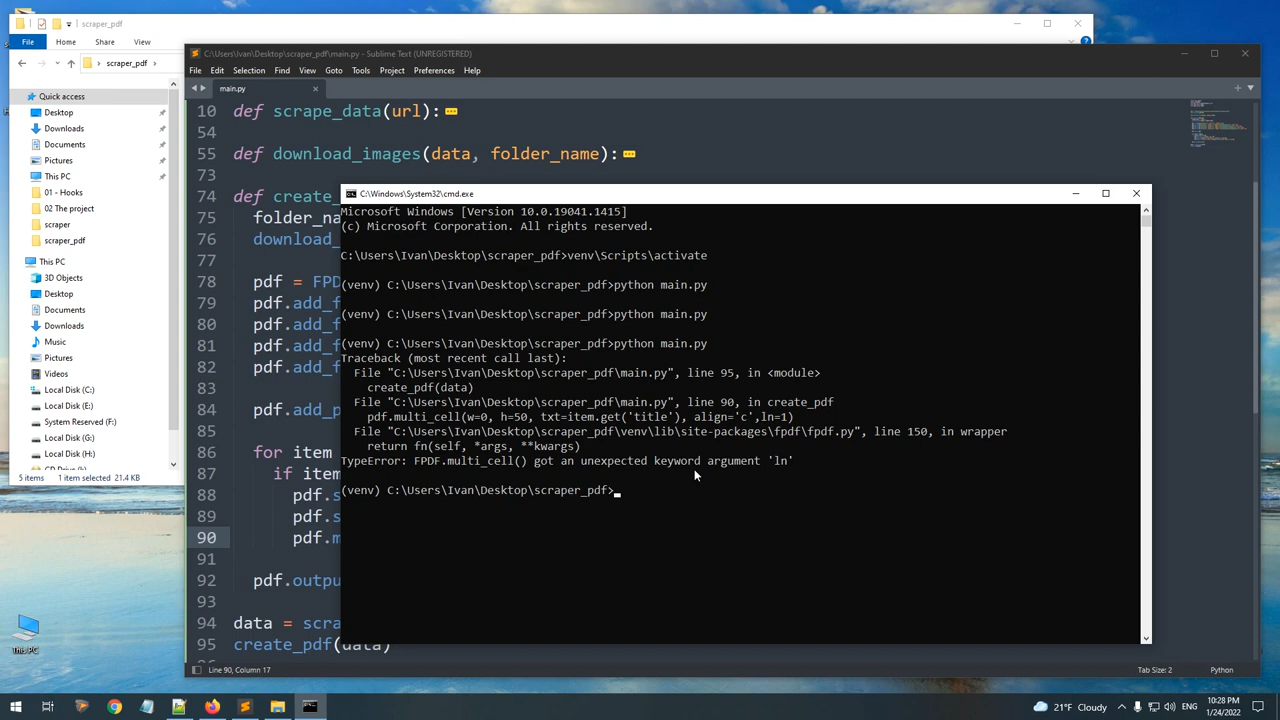 scraper_pdf
File Home Share View
scraper_pdf
Quick access
Desktop
Downloads
Documents
Pictures
This PC
01 - Hooks
02 The project
scraper
scraper_pdf
This PC
3D Objects
Desktop
Documents
Downloads
Music
Pictures
Videos
Local Disk (C:)
Local Disk (E:)
System Reserved (F:)
Local Disk (G:)
Local Disk (H:)
5 items 1 item selected 21.4 KB
C:\Users\Ivan\Desktop\scraper_pdf\main.py - Sublime Text (UNREGISTERED)
File Edit Selection Find View Goto Tools Project Preferences Help
main.py
10 def scrape_data(url):
54
55 def download_images(data, folder_name):
73
74 def create_
75 folder_na
76 download_
77
78 pdf = FPD
79 pdf.add_f
80 pdf.add_f
81 pdf.add_f
82 pdf.add_f
83
84 pdf.add_p
85
86 for item
87 if item
88 pdf.s
89 pdf.s
90 pdf.m
91
92 pdf.outpu
93
94 data = scra
95 create_pdf(data)
Line 90, Column 17 Tab Size: 2 Python
C:\Windows\System32\cmd.exe
Microsoft Windows [Version 10.0.19041.1415]
(c) Microsoft Corporation. All rights reserved.
C:\Users\Ivan\Desktop\scraper_pdf>venv\Scripts\activate
(venv) C:\Users\Ivan\Desktop\scraper_pdf>python main.py
(venv) C:\Users\Ivan\Desktop\scraper_pdf>python main.py
(venv) C:\Users\Ivan\Desktop\scraper_pdf>python main.py
Traceback (most recent call last):
File "C:\Users\Ivan\Desktop\scraper_pdf\main.py", line 95, in <module>
create_pdf(data)
File "C:\Users\Ivan\Desktop\scraper_pdf\main.py", line 90, in create_pdf
pdf.multi_cell(w=0, h=50, txt=item.get('title'), align='c',ln=1)
File "C:\Users\Ivan\Desktop\scraper_pdf\venv\lib\site-packages\fpdf\fpdf.py", line 150, in wrapper
return fn(self, *args, **kwargs)
TypeError: FPDF.multi_cell() got an unexpected keyword argument 'ln'
(venv) C:\Users\Ivan\Desktop\scraper_pdf>
This PC
21°F Cloudy ENG
10:28 PM
1/24/2022